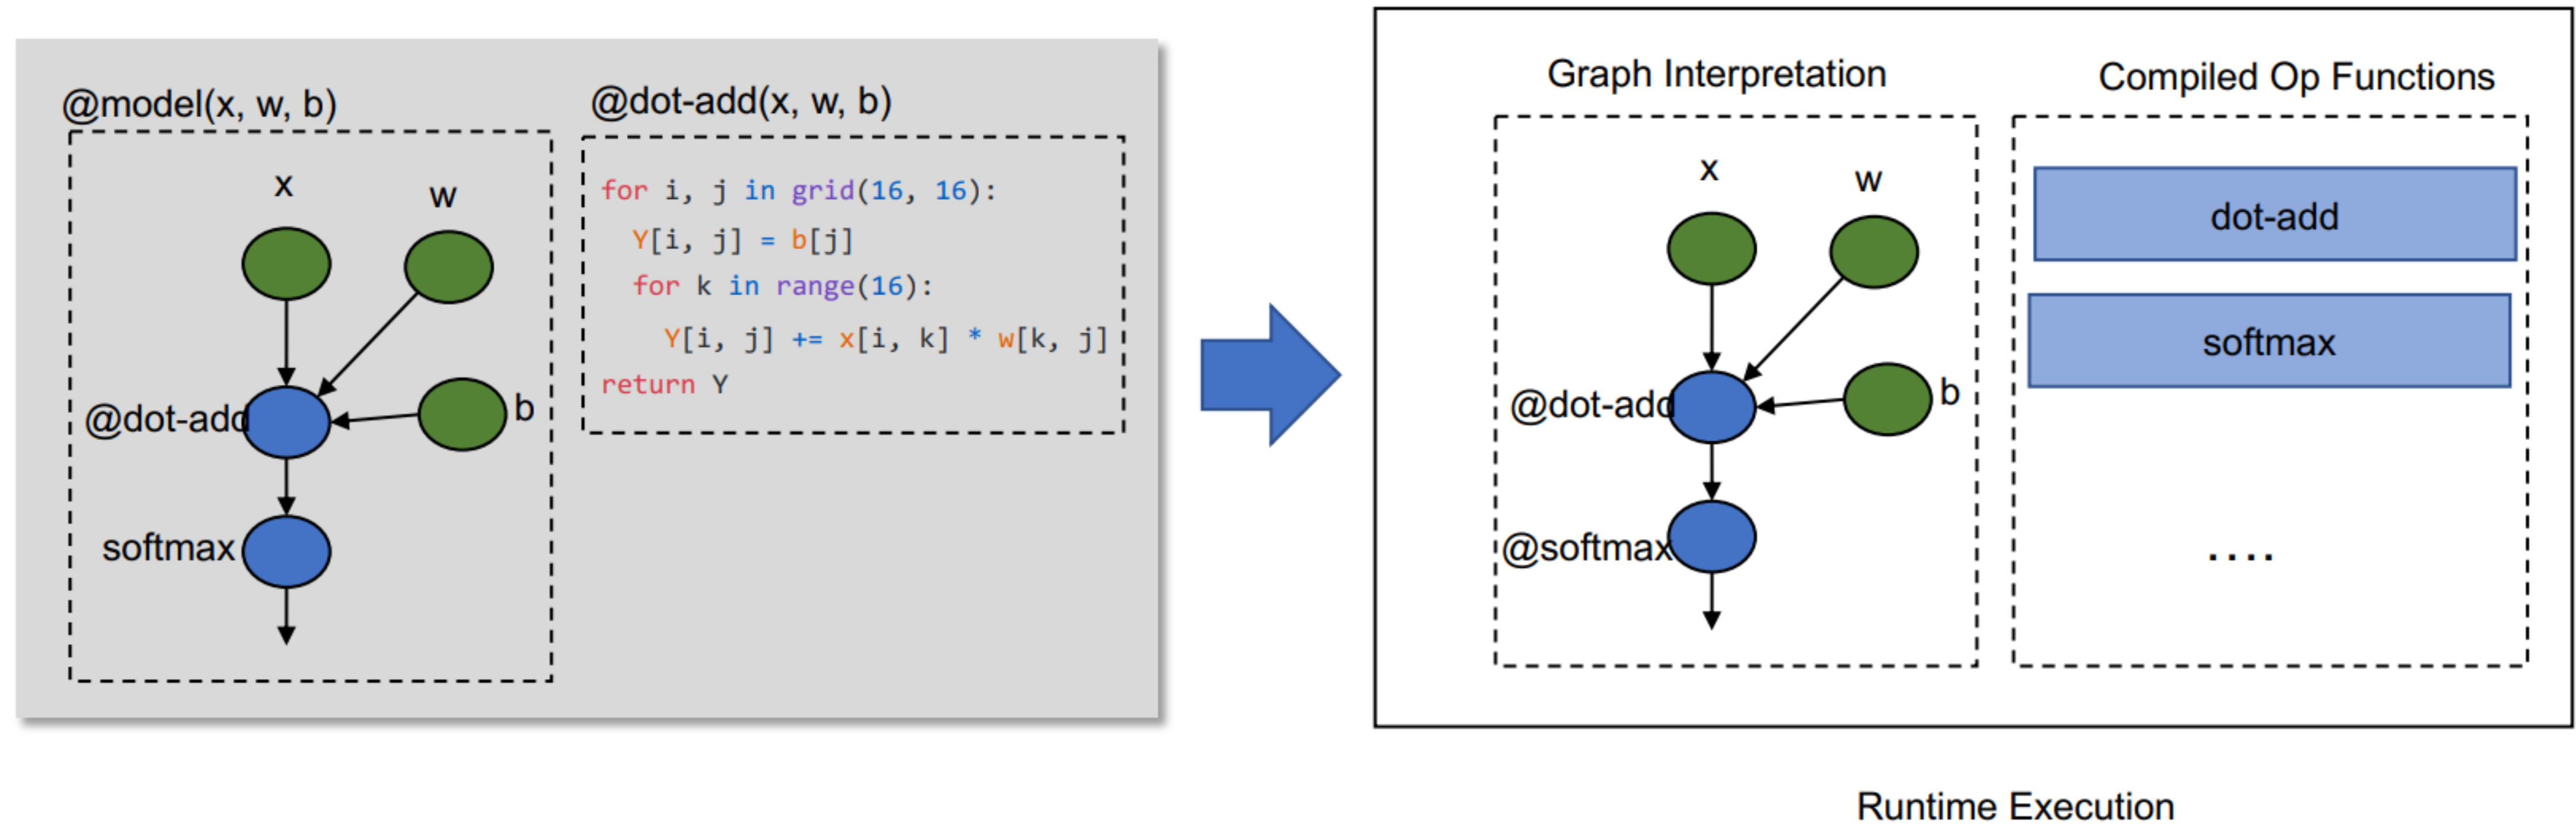 @model(x, w, b)
x
w
@dot-add
b
softmax
@dot-add(x, w, b)
for i, j in grid(16, 16):
Y[i, j] = b[j]
for k in range(16):
Y[i, j] += x[i, k] * w[k, j]
return Y
Graph Interpretation
x
w
@dot-add
b
@softmax
Compiled Op Functions
dot-add
softmax
....
Runtime Execution